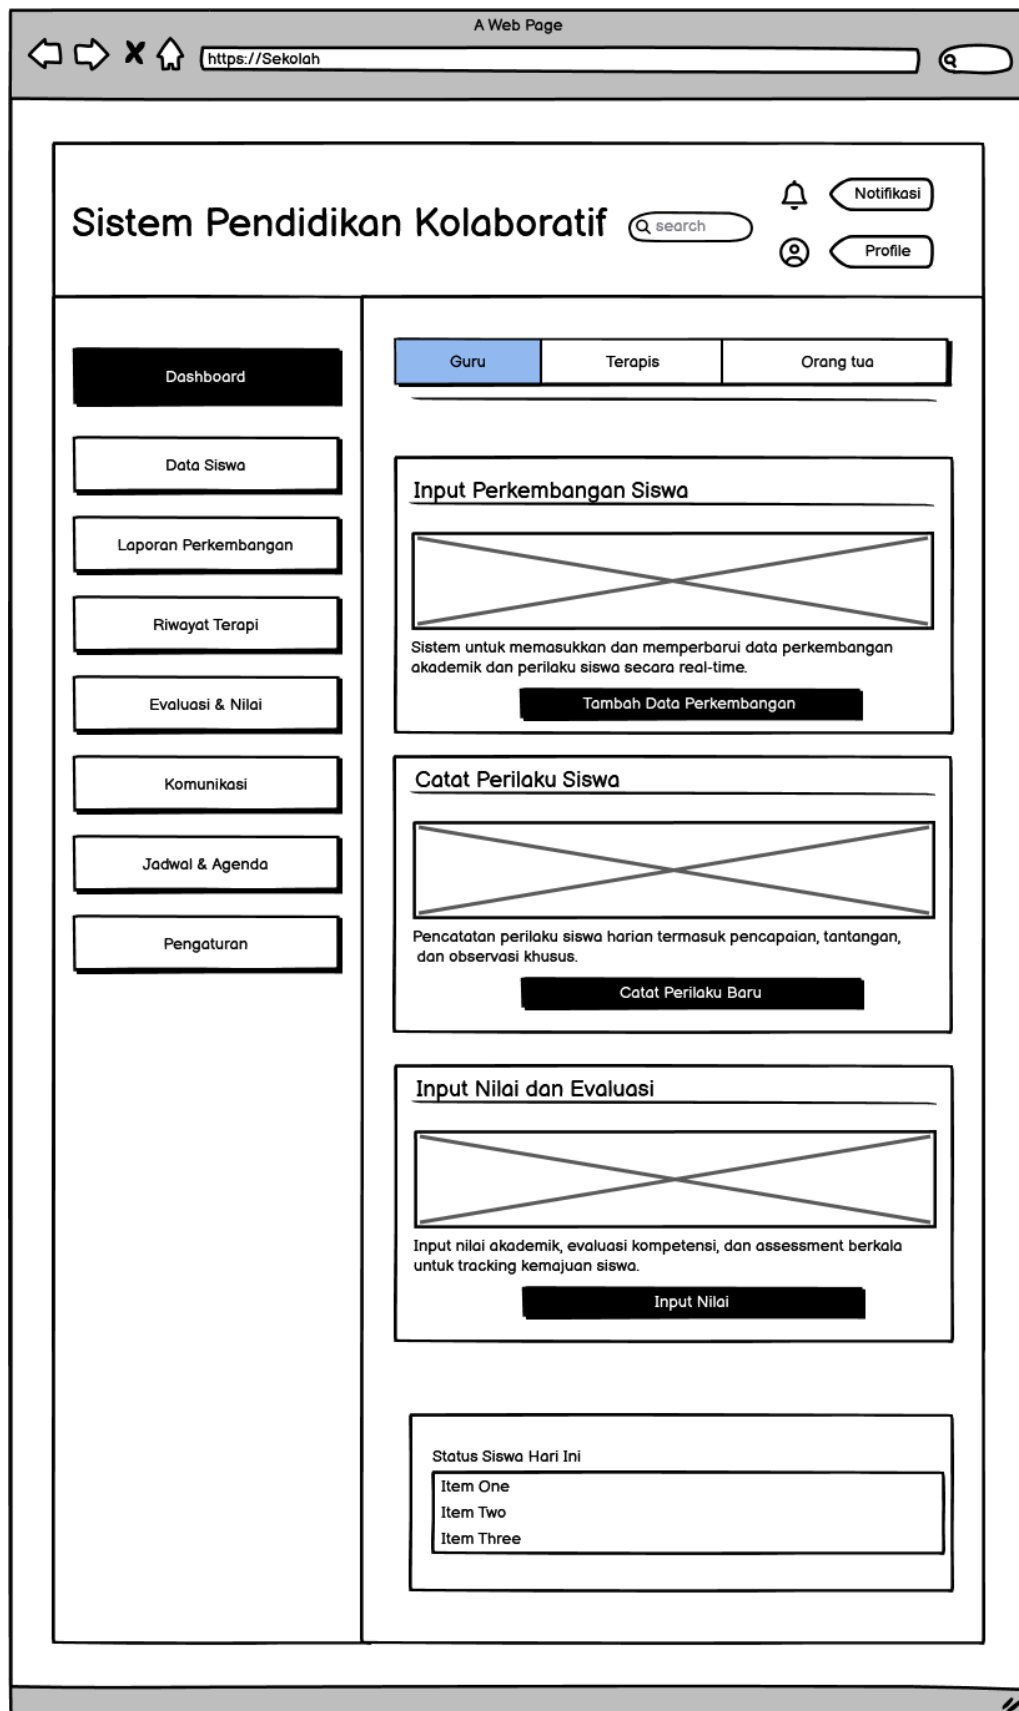 A Web Page
https://Sekolah
Sistem Pendidikan Kolaboratif
search
Notifikasi
Profile
Dashboard
Data Siswa
Laporan Perkembangan
Riwayat Terapi
Evaluasi & Nilai
Komunikasi
Jadwal & Agenda
Pengaturan
Guru
Terapis
Orang tua
Input Perkembangan Siswa
Sistem untuk memasukkan dan memperbarui data perkembangan
akademik dan perilaku siswa secara real-time.
Tambah Data Perkembangan
Catat Perilaku Siswa
Pencatatan perilaku siswa harian termasuk pencapaian, tantangan,
dan observasi khusus.
Catat Perilaku Baru
Input Nilai dan Evaluasi
Input nilai akademik, evaluasi kompetensi, dan assessment berkala
untuk tracking kemajuan siswa.
Input Nilai
Status Siswa Hari Ini
Item One
Item Two
Item Three